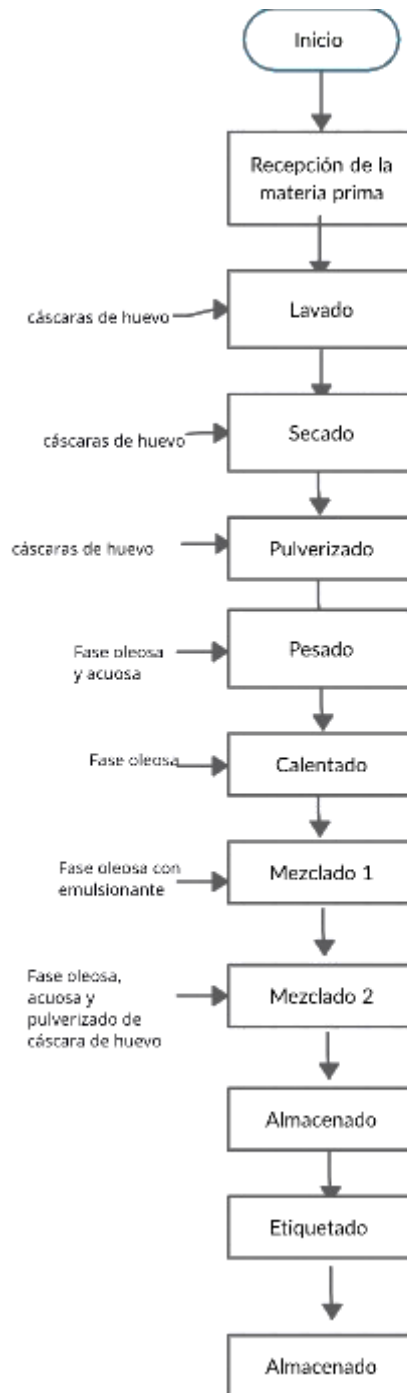 Inicio
Recepción de la
materia prima
cáscaras de huevo
Lavado
cáscaras de huevo
Secado
cáscaras de huevo
Pulverizado
Fase oleosa
y acuosa
Pesado
Fase oleosa
Calentado
Fase oleosa con
emulsionante
Mezclado 1
Fase oleosa,
acuosa y
pulverizado de
cáscara de huevo
Mezclado 2
Almacenado
Etiquetado
Almacenado